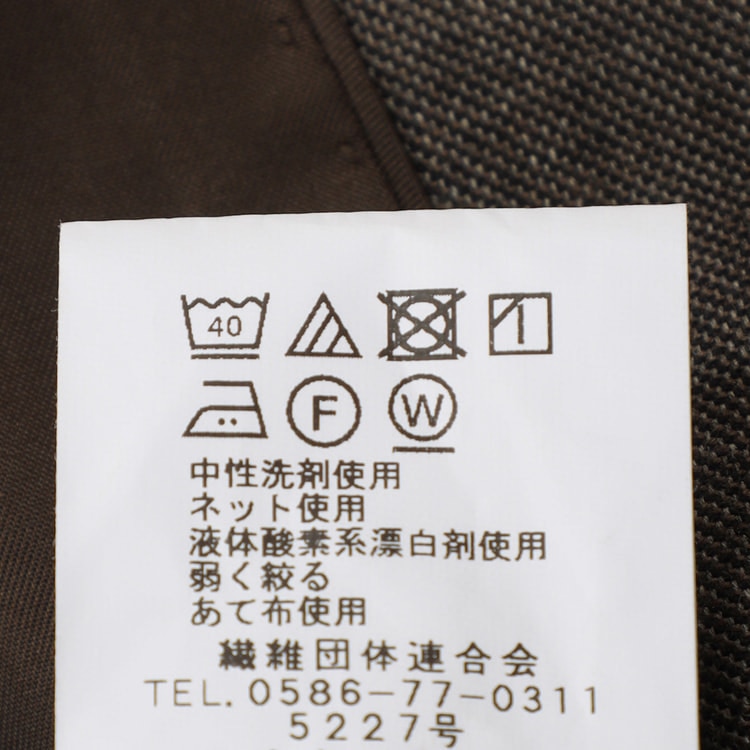 40
F W
中性洗剤使用
ネット使用
液体酸素系漂白剤使用
弱く絞る
あて布使用
繊維団体連合会
TEL. 0586-77-0311
5227号